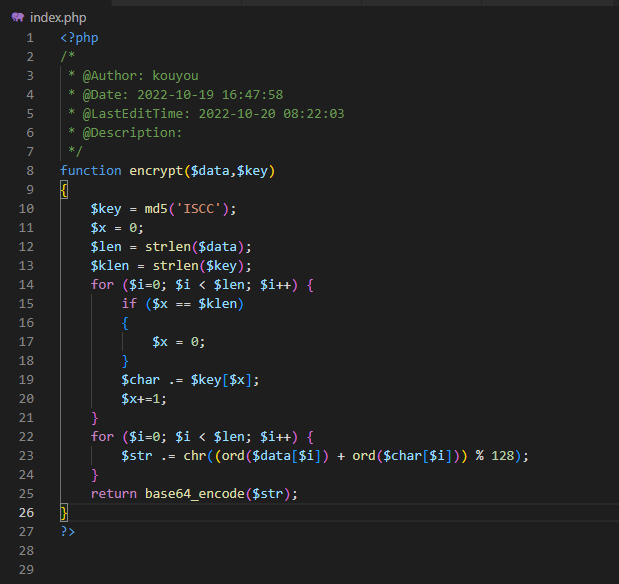 index.php
1 <?php
2 /*
3  * @Author: kouyou
4  * @Date: 2022-10-19 16:47:58
5  * @LastEditTime: 2022-10-20 08:22:03
6  * @Description:
7  */
8 function encrypt($data,$key)
9 {
10     $key = md5('ISCC');
11     $x = 0;
12     $len = strlen($data);
13     $klen = strlen($key);
14     for ($i=0; $i < $len; $i++) {
15         if ($x == $klen)
16         {
17             $x = 0;
18         }
19         $char .= $key[$x];
20         $x+=1;
21     }
22     for ($i=0; $i < $len; $i++) {
23         $str .= chr((ord($data[$i]) + ord($char[$i])) % 128);
24     }
25     return base64_encode($str);
26 }
27 ?>
28
29